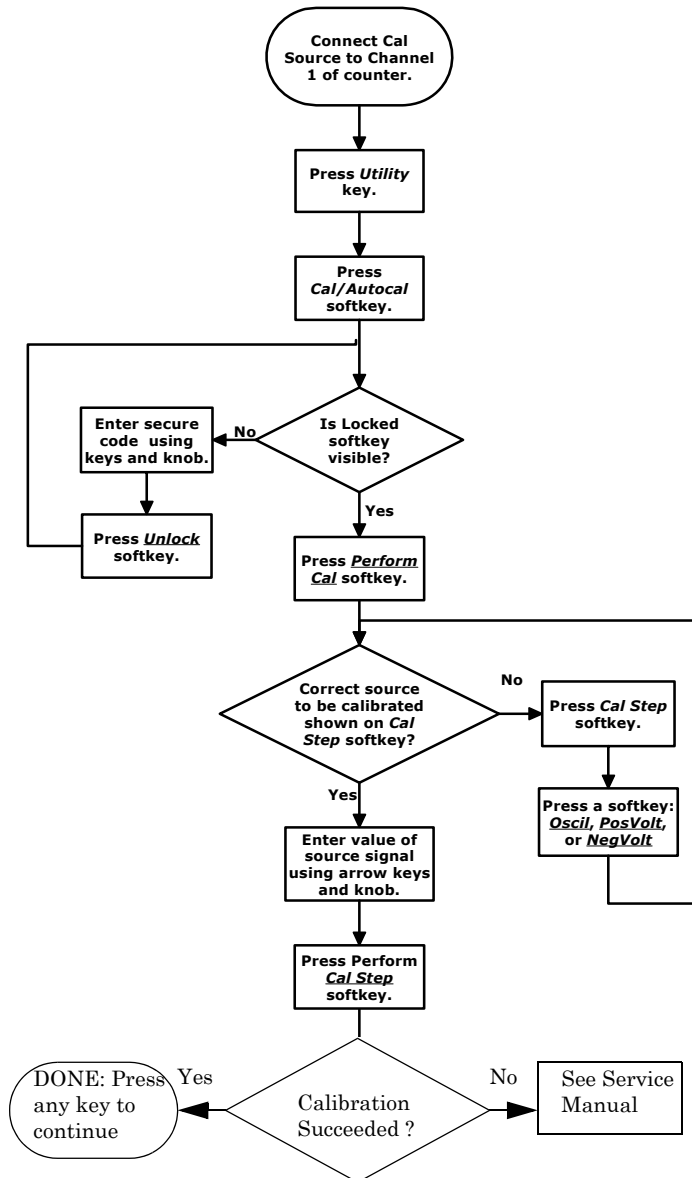 Connect Cal
Source to Channel
1 of counter.
Press Utility
key.
Press
Cal/Autocal
softkey.
Is Locked
softkey
visible?
No
Enter secure
code using
keys and knob.
Press Unlock
softkey.
Yes
Press Perform
Cal softkey.
Correct source
to be calibrated
shown on Cal
Step softkey?
No
Press Cal Step
softkey.
Press a softkey:
Oscil, PosVolt,
or NegVolt
Yes
Enter value of
source signal
using arrow keys
and knob.
Press Perform
Cal Step
softkey.
Calibration
Succeeded ?
Yes
DONE: Press
any key to
continue
No
See Service
Manual